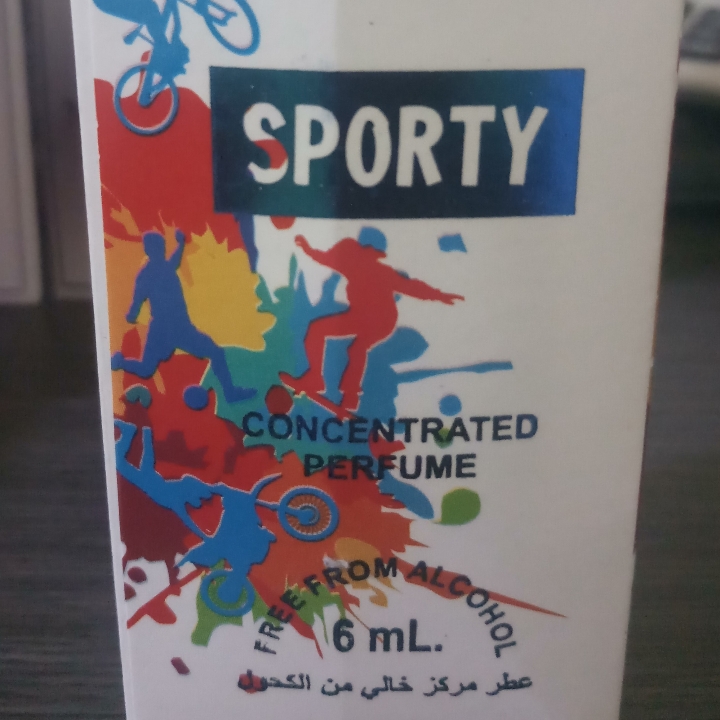 SPORTY
CONCENTRATED
PERFUME
FREE FROM ALCOHOL
6 mL.
عطر مركز خالي من الكحول